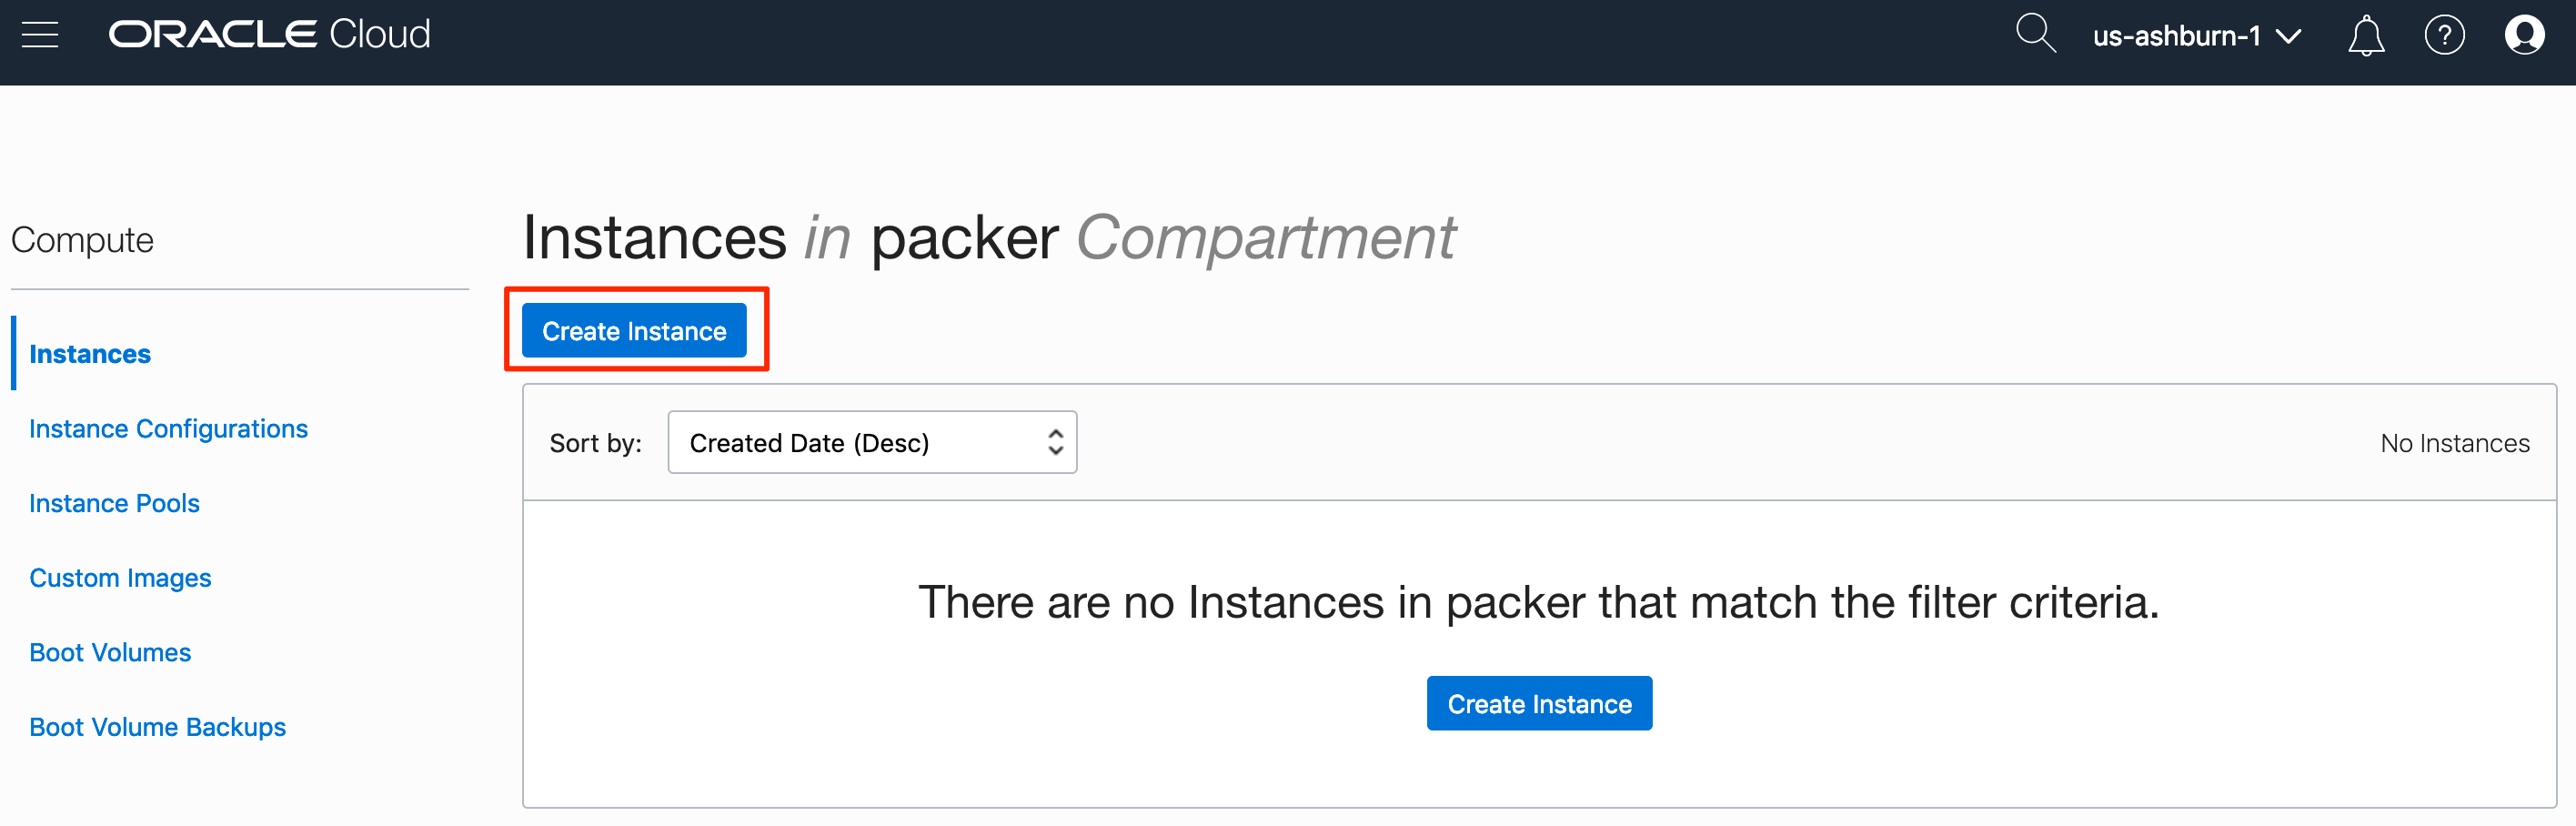 ORACLE Cloud
us-ashburn-1
?
Compute
Instances
Instance Configurations
Instance Pools
Custom Images
Boot Volumes
Boot Volume Backups
Instances in packer Compartment
Create Instance
Sort by: Created Date (Desc)
No Instances
There are no Instances in packer that match the filter criteria.
Create Instance